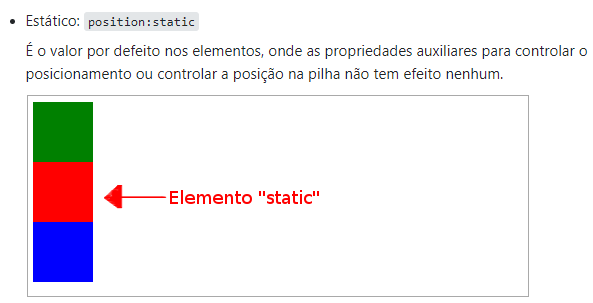 Estático: position:static
É o valor por defeito nos elementos, onde as propriedades auxiliares para controlar o
posicionamento ou controlar a posição na pilha não tem efeito nenhum.
Elemento "static"